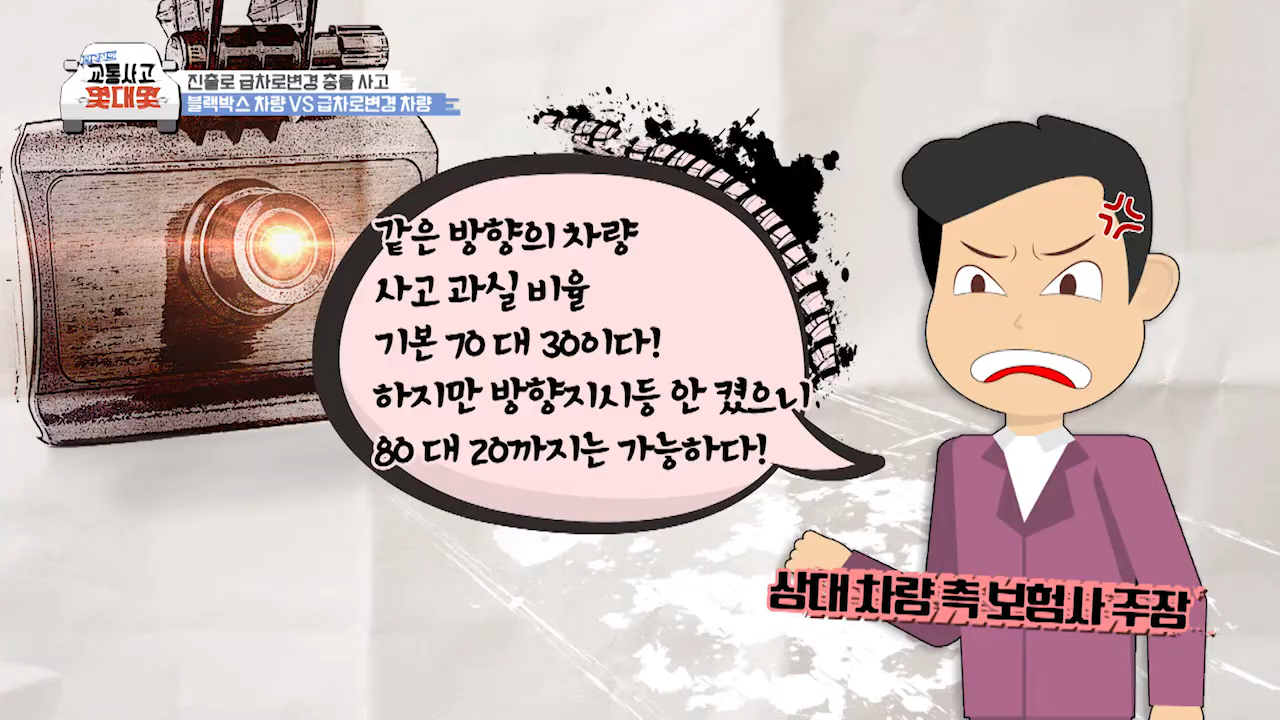 교통사고
몇대몇
진출로 급차로변경 충돌 사고
블랙박스 차량 VS 급차로변경 차량
같은 방향의 차량
사고 과실 비율
기본 70 대 30이다!
하지만 방향지시등 안 켰으니
80 대 20까지는 가능하다!
상대 차량 측 보험사 주장